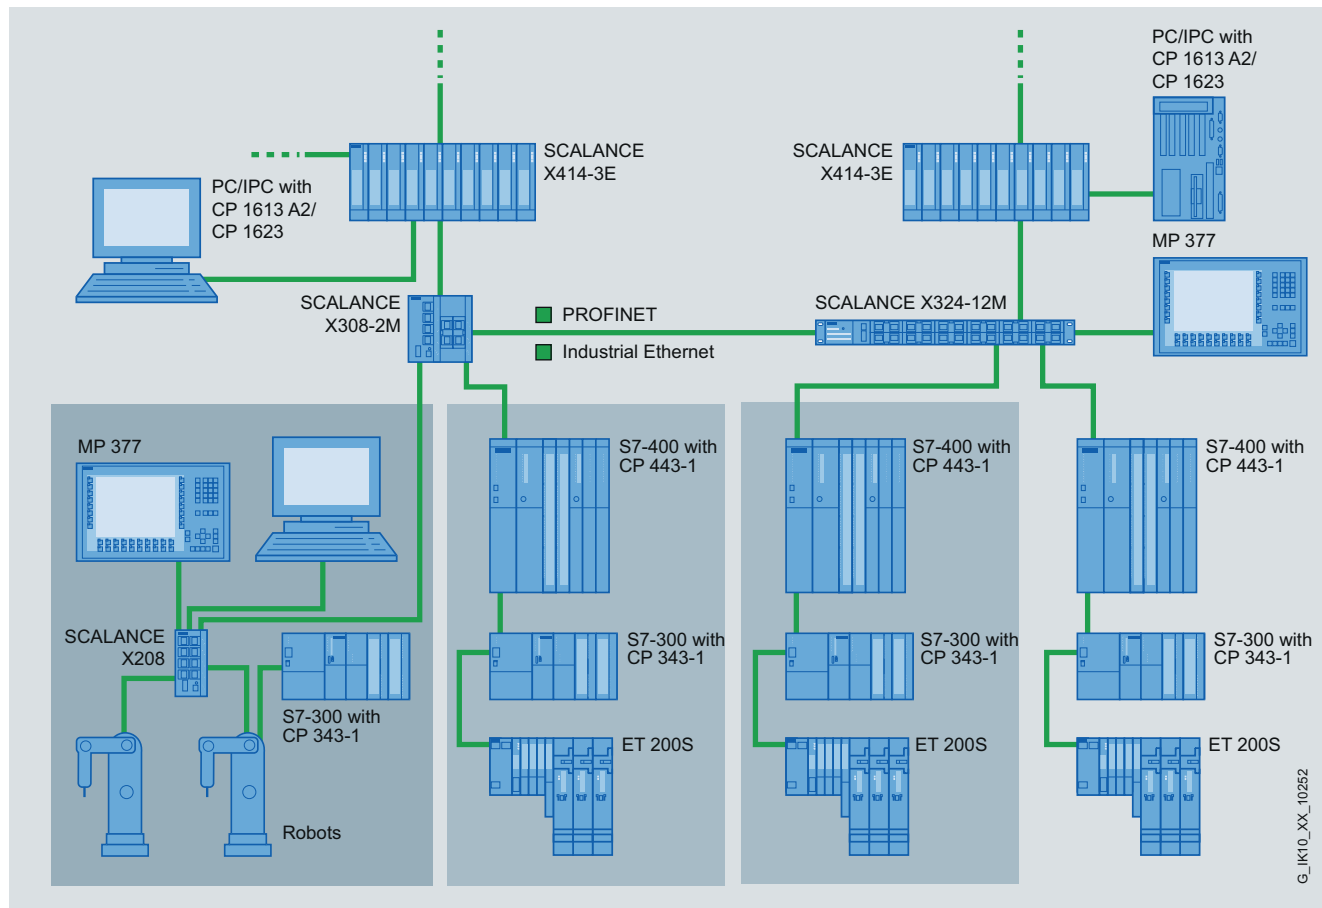 PC/IPC with
CP 1613 A2/
CP 1623
SCALANCE
X414-3E
SCALANCE
X414-3E
PC/IPC with
CP 1613 A2/
CP 1623
MP 377
SCALANCE
X308-2M
PROFINET
Industrial Ethernet
SCALANCE X324-12M
MP 377
S7-400 with
CP 443-1
S7-400 with
CP 443-1
S7-400 with
CP 443-1
SCALANCE
X208
S7-300 with
CP 343-1
S7-300 with
CP 343-1
S7-300 with
CP 343-1
S7-300 with
CP 343-1
ET 200S
ET 200S
ET 200S
Robots
G_IK10_XX_10252